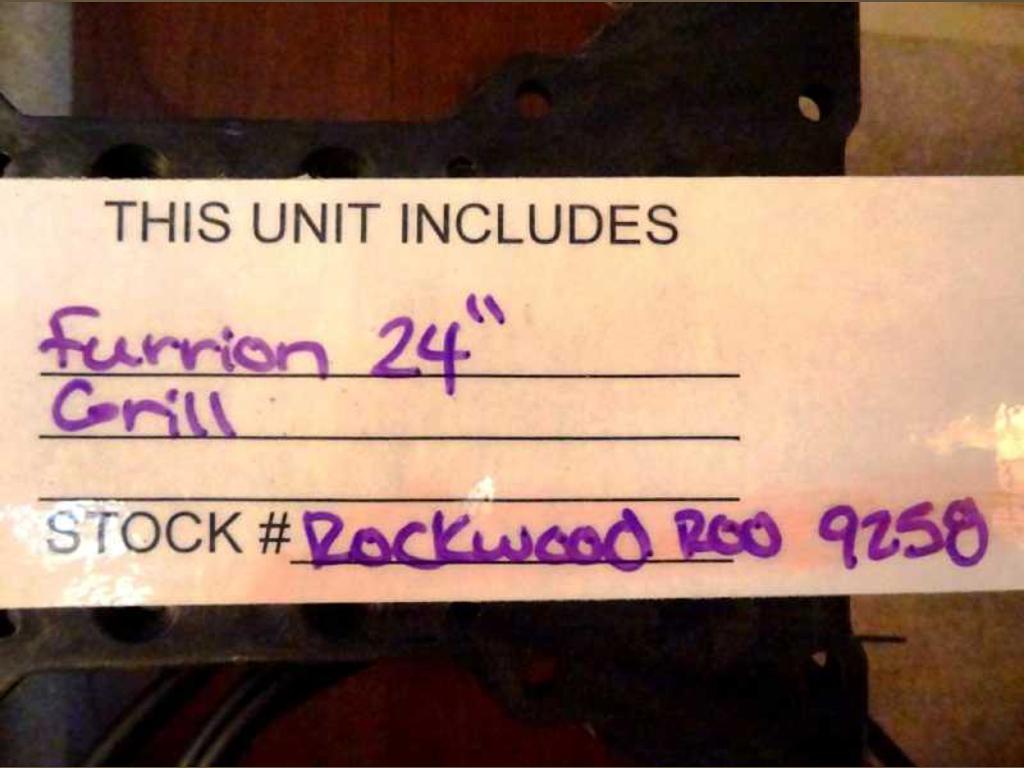 THIS UNIT INCLUDES
Furrion 24"
Grill
STOCK # Rockwood Roo 9258